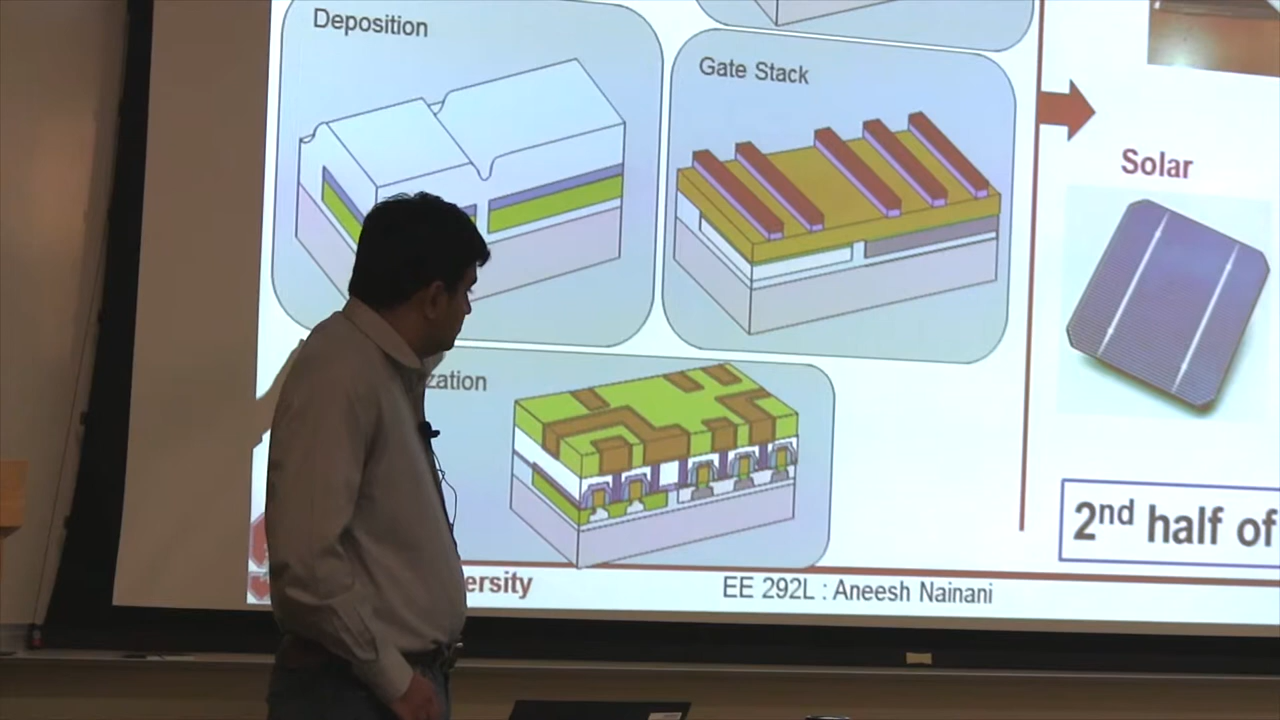 Deposition
Gate Stack
Solar
zation
2nd half of
ersity
EE 292L : Aneesh Nainani